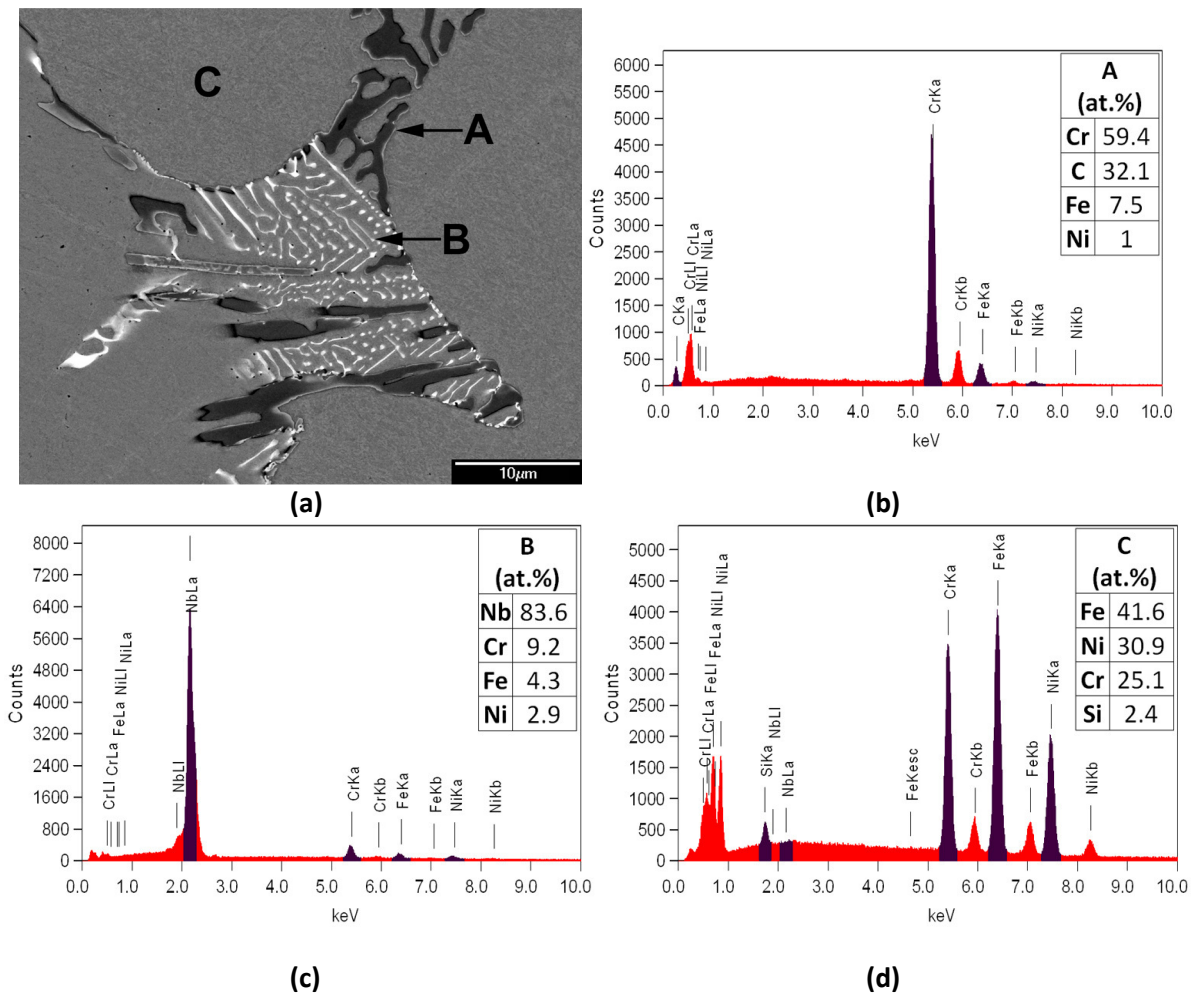 C
A
B
10μm
(a)
6000
5500
5000
4500
4000
3500
3000
2500
2000
1500
1000
500
0
Counts
0.0 1.0 2.0 3.0 4.0 5.0 6.0 7.0 8.0 9.0 10.0
keV
CKa
CrLl
CrLa
FeLa
NiLl
NiLa
CrKa
CrKb
FeKa
FeKb
NiKa
NiKb
A
(at.%)
Cr 59.4
C 32.1
Fe 7.5
Ni 1
(b)
8000
7200
6400
5600
4800
4000
3200
2400
1600
800
0
Counts
0.0 1.0 2.0 3.0 4.0 5.0 6.0 7.0 8.0 9.0 10.0
keV
CrLl
CrLa
FeLa
NiLl
NiLa
NbLl
NbLa
CrKa
CrKb
FeKa
FeKb
NiKa
NiKb
B
(at.%)
Nb 83.6
Cr 9.2
Fe 4.3
Ni 2.9
(c)
5000
4500
4000
3500
3000
2500
2000
1500
1000
500
0
Counts
0.0 1.0 2.0 3.0 4.0 5.0 6.0 7.0 8.0 9.0 10.0
keV
CrLl
CrLa
FeLl
FeLa
NiLl
NiLa
SiKa
NbLl
NbLa
FeKesc
CrKa
CrKb
FeKa
FeKb
NiKa
NiKb
C
(at.%)
Fe 41.6
Ni 30.9
Cr 25.1
Si 2.4
(d)